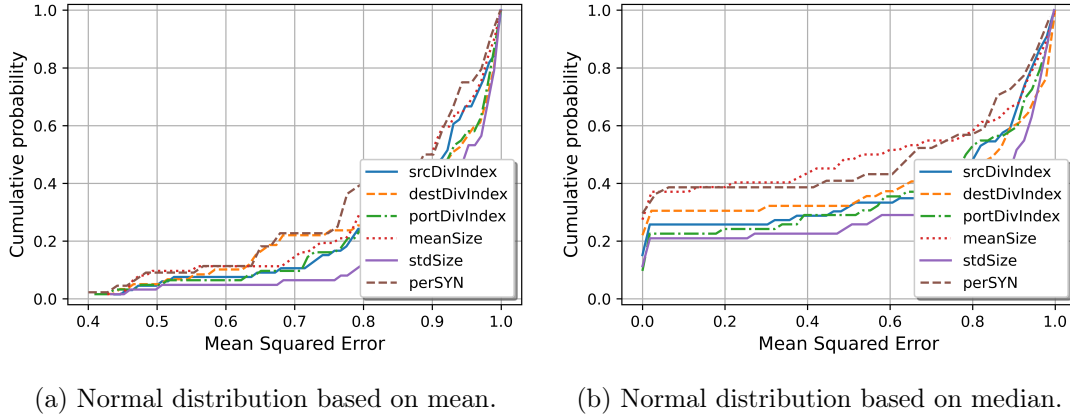 1.0
0.8
0.6
0.4
0.2
0.0
Cumulative probability
0.4 0.5 0.6 0.7 0.8 0.9 1.0
Mean Squared Error
srcDivIndex
destDivIndex
portDivIndex
meanSize
stdSize
perSYN
(a) Normal distribution based on mean.
1.0
0.8
0.6
0.4
0.2
0.0
Cumulative probability
0.0 0.2 0.4 0.6 0.8 1.0
Mean Squared Error
srcDivIndex
destDivIndex
portDivIndex
meanSize
stdSize
perSYN
(b) Normal distribution based on median.